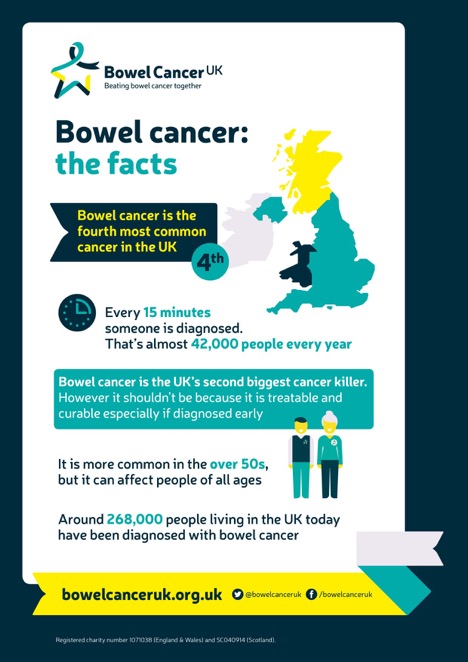 Bowel Cancer UK
Beating bowel cancer together
Bowel cancer:
the facts
Bowel cancer is the
fourth most common
cancer in the UK
4th
Every 15 minutes
someone is diagnosed.
That's almost 42,000 people every year
Bowel cancer is the UK's second biggest cancer killer.
However it shouldn't be because it is treatable and
curable especially if diagnosed early
It is more common in the over 50s,
but it can affect people of all ages
Around 268,000 people living in the UK today
have been diagnosed with bowel cancer
bowelcanceruk.org.uk @bowelcanceruk /bowelcanceruk
Registered charity number 1071038 (England & Wales) and SC040914 (Scotland).